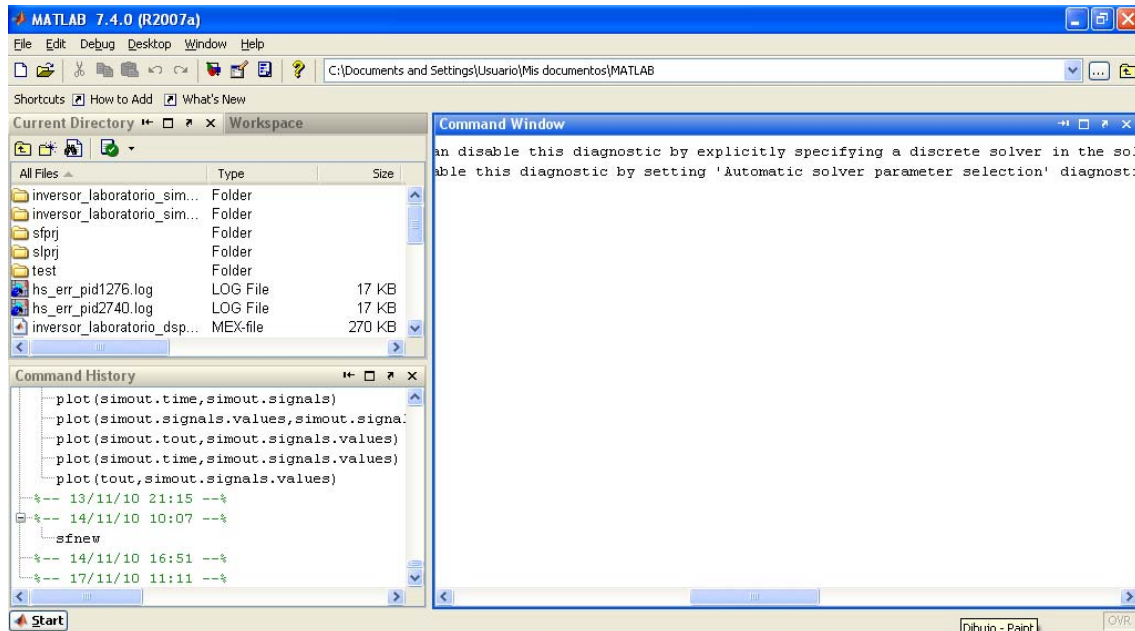 MATLAB 7.4.0 (R2007a)
File Edit Debug Desktop Window Help
C:\Documents and Settings\Usuario\Mis documentos\MATLAB
Shortcuts How to Add What's New
Current Directory Workspace
All Files Type Size
inversor_laboratorio_sim... Folder
inversor_laboratorio_sim... Folder
sfprj Folder
slprj Folder
test Folder
hs_err_pid1276.log LOG File 17 KB
hs_err_pid2740.log LOG File 17 KB
inversor_laboratorio_dsp... MEX-file 270 KB
Command History
plot(simout.time,simout.signals)
plot(simout.signals.values,simout.signal
plot(simout.tout,simout.signals.values)
plot(simout.time,simout.signals.values)
plot(tout,simout.signals.values)
%-- 13/11/10 21:15 --%
%-- 14/11/10 10:07 --%
sfnew
%-- 14/11/10 16:51 --%
%-- 17/11/10 11:11 --%
Command Window
an disable this diagnostic by explicitly specifying a discrete solver in the sol
able this diagnostic by setting 'Automatic solver parameter selection' diagnosti
Start
Dibujo - Paint
OVR